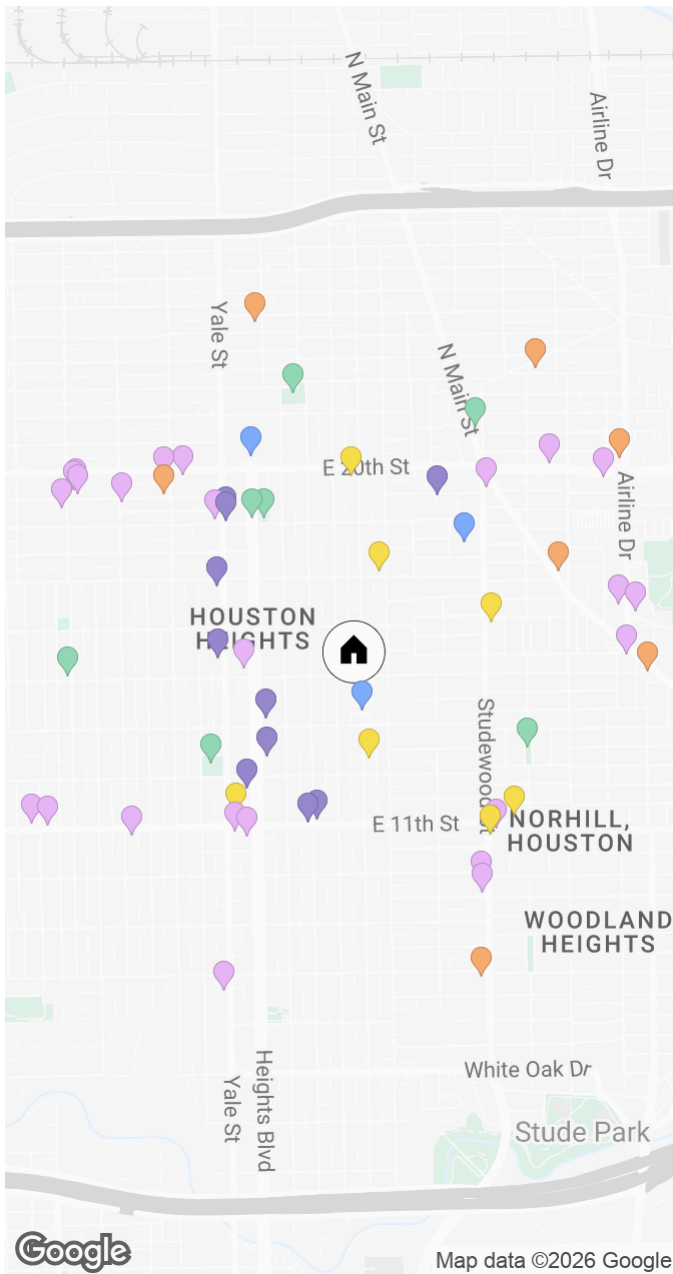 N Main St
Airline Dr
Yale St
N Main St
E 20th St
Airline Dr
HOUSTON
HEIGHTS
Studewood St
E 11th St
NORHILL,
HOUSTON
WOODLAND
HEIGHTS
White Oak Dr
Heights Blvd
Yale St
Stude Park
Google
Map data ©2026 Google